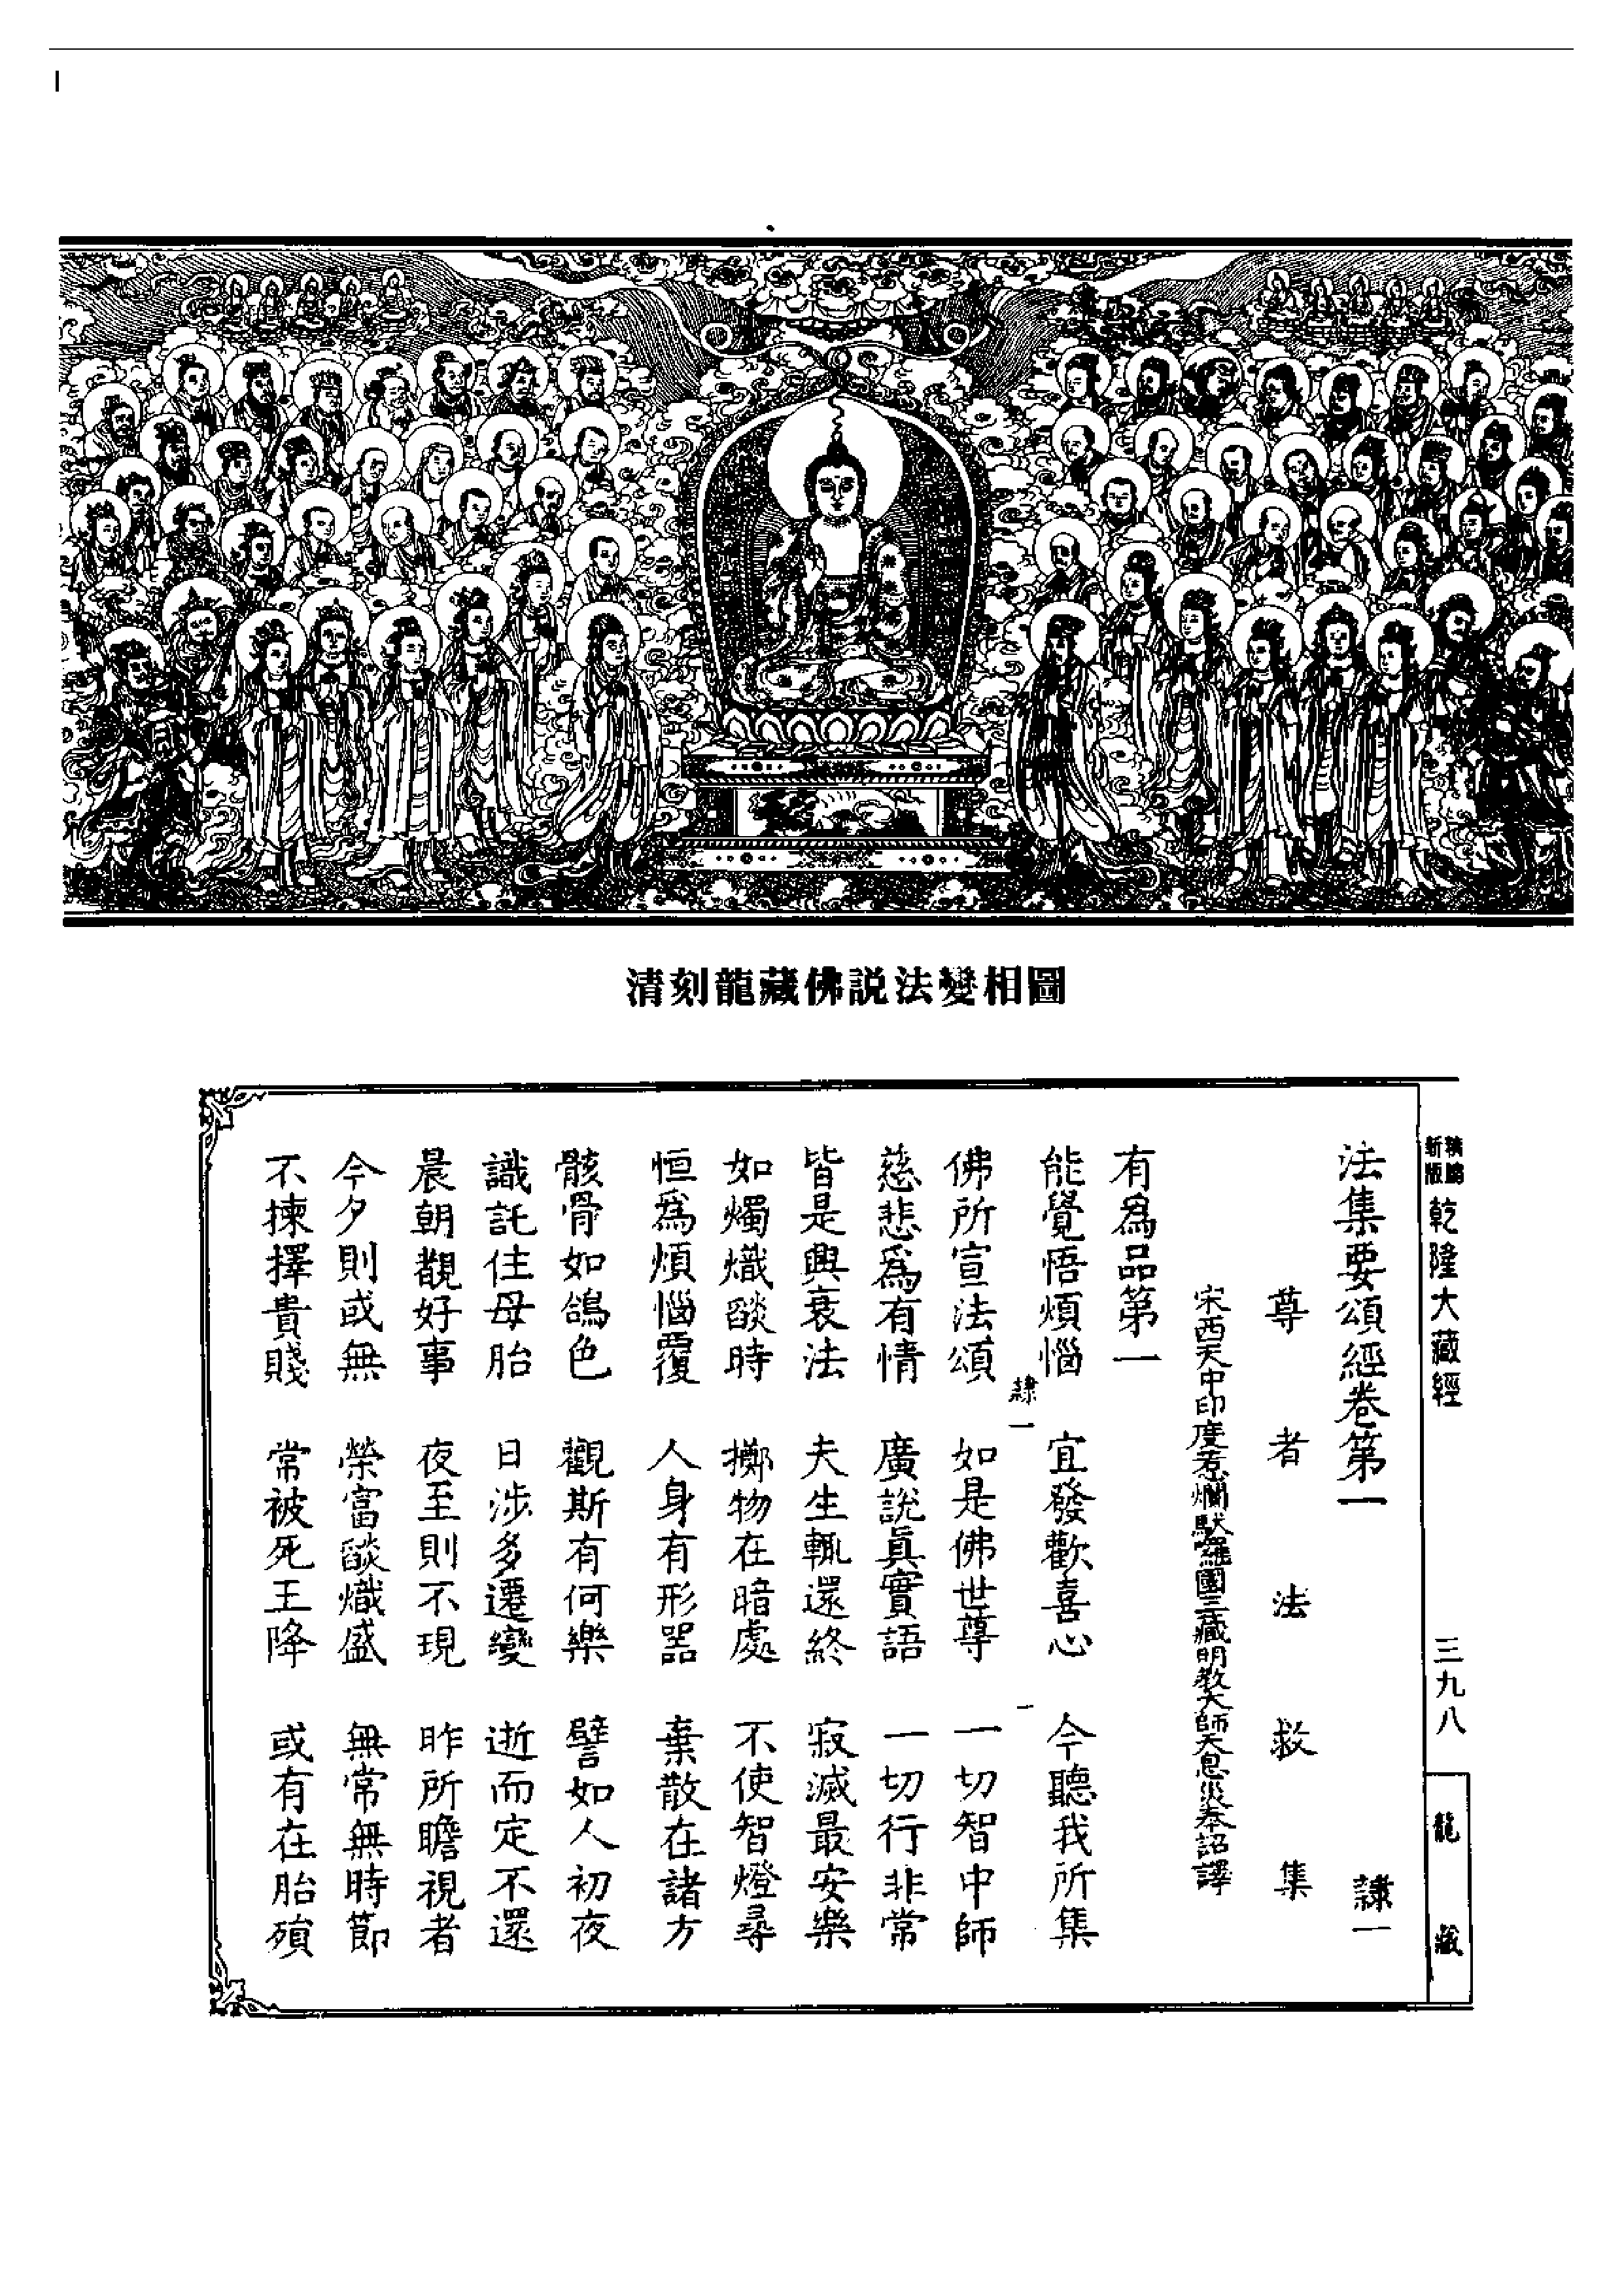 清刻龍藏佛説法變相圖
新版
乾隆大藏經
三九八
龍藏
法集要頌經卷第一 隸一
尊者法救集
宋西天中印度惹爛馱羅國三藏明教大師天息災奉詔譯
有爲品第一
能覺悟煩惱 宜發歡喜心 今聽我所集
隸一 一
佛所宣法頌 如是佛世尊 一切智中師
慈悲爲有情 廣說眞實語 一切行非常
皆是興衰法 夫生輒還終 寂滅最安樂
如燭熾燄時 擲物在暗處 不使智燈尋
恒爲煩惱覆 人身有形器 棄散在諸方
骸骨如鴿色 觀斯有何樂 譬如人初夜
識託住母胎 日涉多遷變 逝而定不還
晨朝覩好事 夜至則不現 昨所瞻視者
今夕則或無 榮富燄熾盛 無常無時節
不揀擇貴賤 常被死王降 或有在胎殞